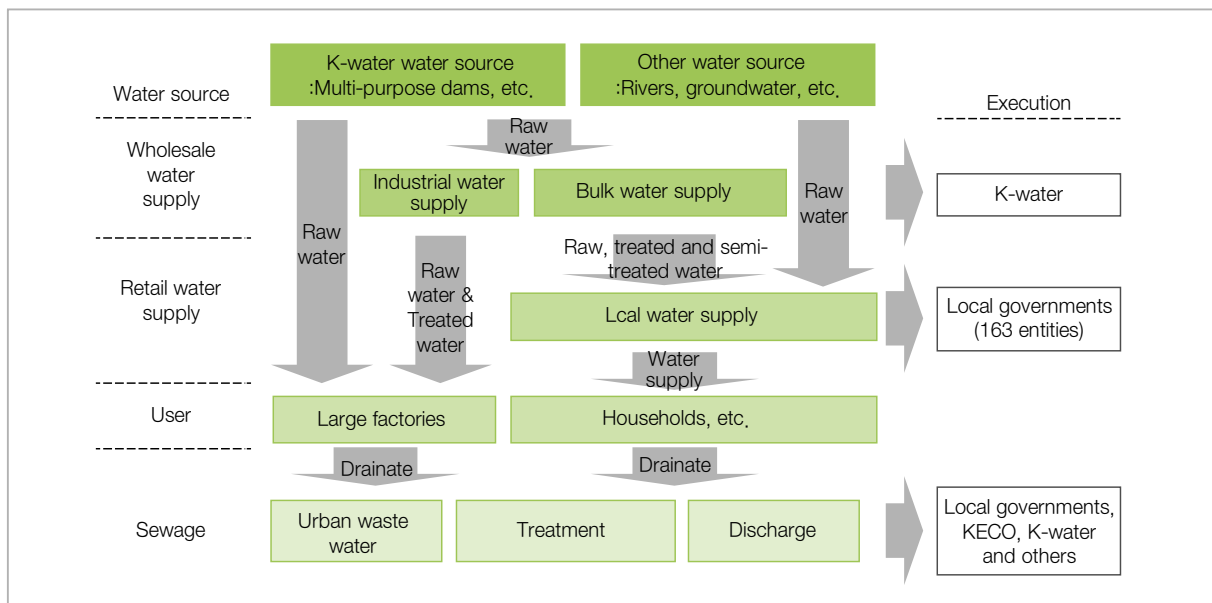 K-water water source
:Multi-purpose dams, etc.
Other water source
:Rivers, groundwater, etc.
Water source
Execution
Raw
water
Wholesale
water
supply
Industrial water
supply
Bulk water supply
Raw
water
K-water
Raw
water
Raw, treated and semi-
treated water
Raw
water &
Treated
water
Retail water
supply
Lcal water supply
Local governments
(163 entities)
Water
supply
User
Large factories
Households, etc.
Drainate
Drainate
Sewage
Urban waste
water
Treatment
Discharge
Local governments,
KECO, K-water
and others